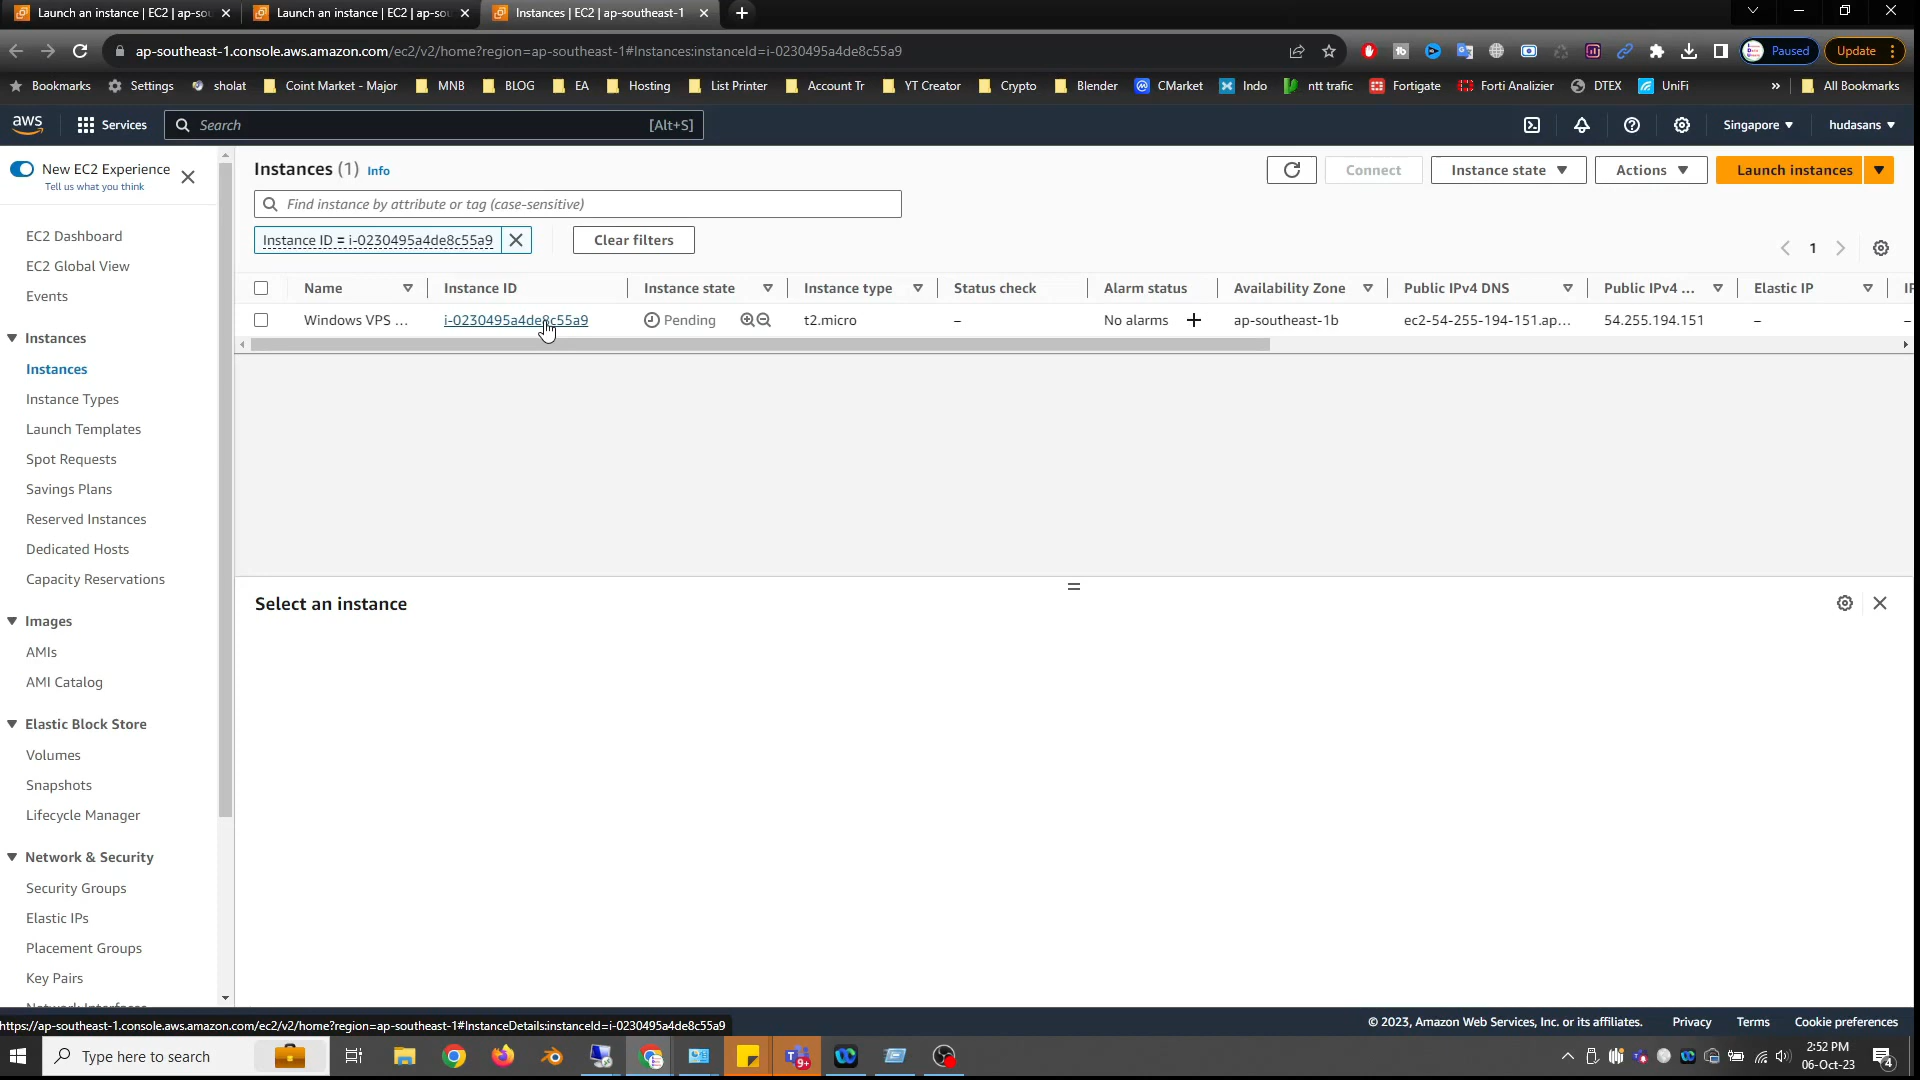 Launch an instance | EC2 | ap-so
Launch an instance | EC2 | ap-sou
Instances | EC2 | ap-southeast-1
ap-southeast-1.console.aws.amazon.com/ec2/v2/home?region=ap-southeast-1#Instances:instanceId=i-0230495a4de8c55a9
Paused
Update
Bookmarks
Settings
sholat
Coint Market - Major
MNB
BLOG
EA
Hosting
List Printer
Account Tr
YT Creator
Crypto
Blender
CMarket
Indo
ntt trafic
Fortigate
Forti Analizier
DTEX
UniFi
»
All Bookmarks
aws
Services
Search
[Alt+S]
Singapore
hudasans
New EC2 Experience
Tell us what you think
EC2 Dashboard
EC2 Global View
Events
Instances
Instances
Instance Types
Launch Templates
Spot Requests
Savings Plans
Reserved Instances
Dedicated Hosts
Capacity Reservations
Images
AMIs
AMI Catalog
Elastic Block Store
Volumes
Snapshots
Lifecycle Manager
Network & Security
Security Groups
Elastic IPs
Placement Groups
Key Pairs
Network Interfaces
Instances (1) Info
Connect
Instance state
Actions
Launch instances
Find instance by attribute or tag (case-sensitive)
Instance ID = i-0230495a4de8c55a9
Clear filters
1
Name
Instance ID
Instance state
Instance type
Status check
Alarm status
Availability Zone
Public IPv4 DNS
Public IPv4 ...
Elastic IP
IP
Windows VPS ...
i-0230495a4de8c55a9
Pending
t2.micro
–
No alarms
ap-southeast-1b
ec2-54-255-194-151.ap...
54.255.194.151
–
–
Select an instance
https://ap-southeast-1.console.aws.amazon.com/ec2/v2/home?region=ap-southeast-1#InstanceDetails:instanceId=i-0230495a4de8c55a9
© 2023, Amazon Web Services, Inc. or its affiliates.
Privacy
Terms
Cookie preferences
Type here to search
9+
2:52 PM
06-Oct-23
4